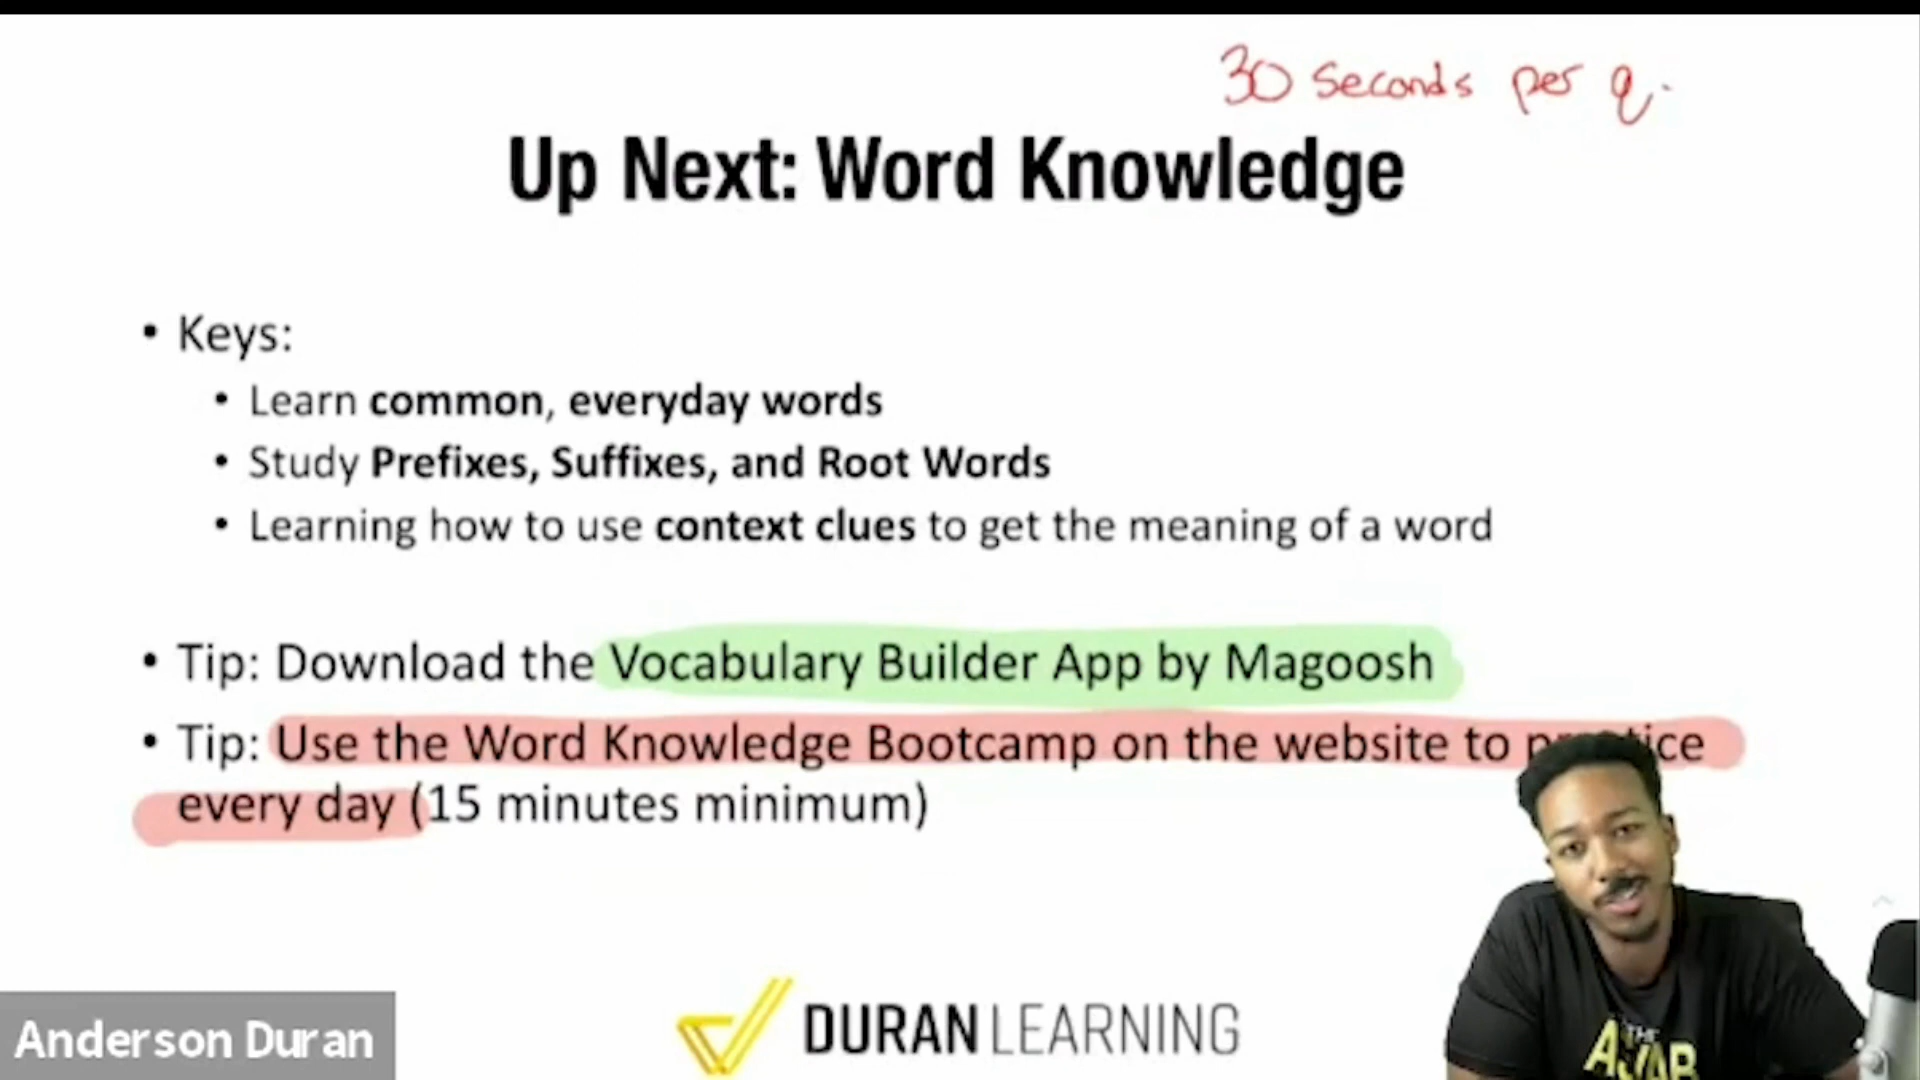 30 Seconds per q.
Up Next: Word Knowledge
• Keys:
• Learn common, everyday words
• Study Prefixes, Suffixes, and Root Words
• Learning how to use context clues to get the meaning of a word
• Tip: Download the Vocabulary Builder App by Magoosh
• Tip: Use the Word Knowledge Bootcamp on the website to practice
every day (15 minutes minimum)
Anderson Duran
DURAN LEARNING
THE
ASVAB